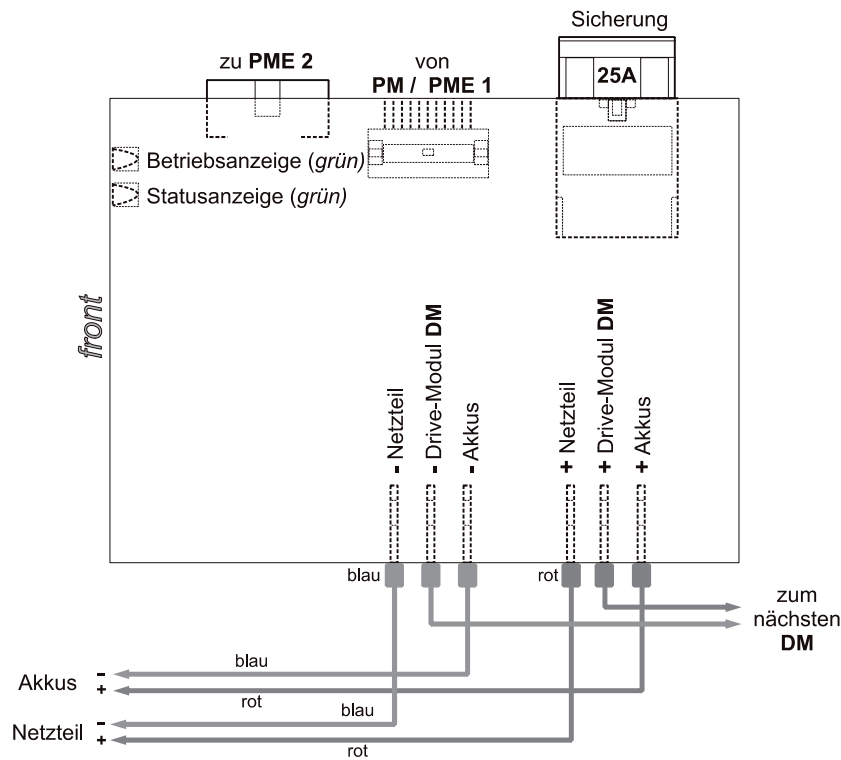 Sicherung
zu PME 2
von
PM / PME 1
25A
Betriebsanzeige (grün)
Statusanzeige (grün)
front
- Netzteil
- Drive-Modul DM
- Akkus
+ Netzteil
+ Drive-Modul DM
+ Akkus
blau
rot
zum
nächsten
DM
blau
Akkus - +
rot
blau
Netzteil - +
rot